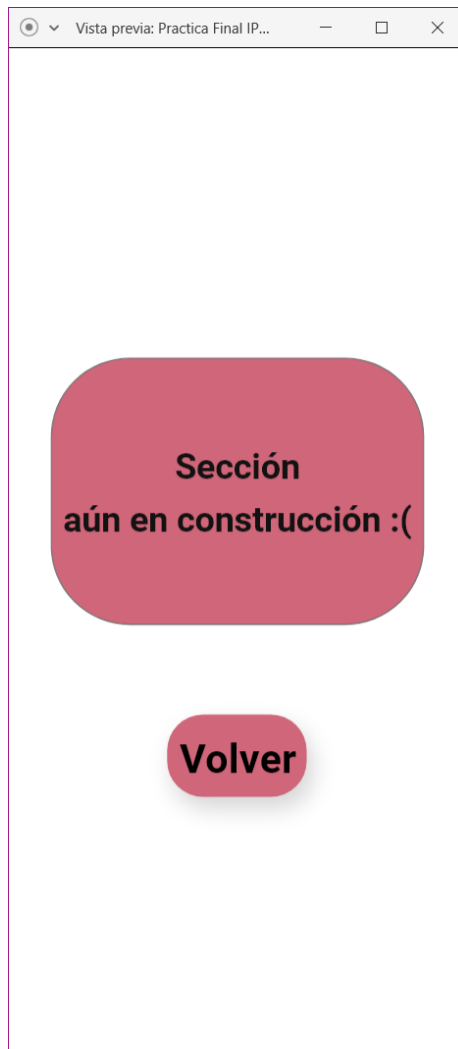 Vista previa: Practica Final IP...
Sección
aún en construcción :(
Volver